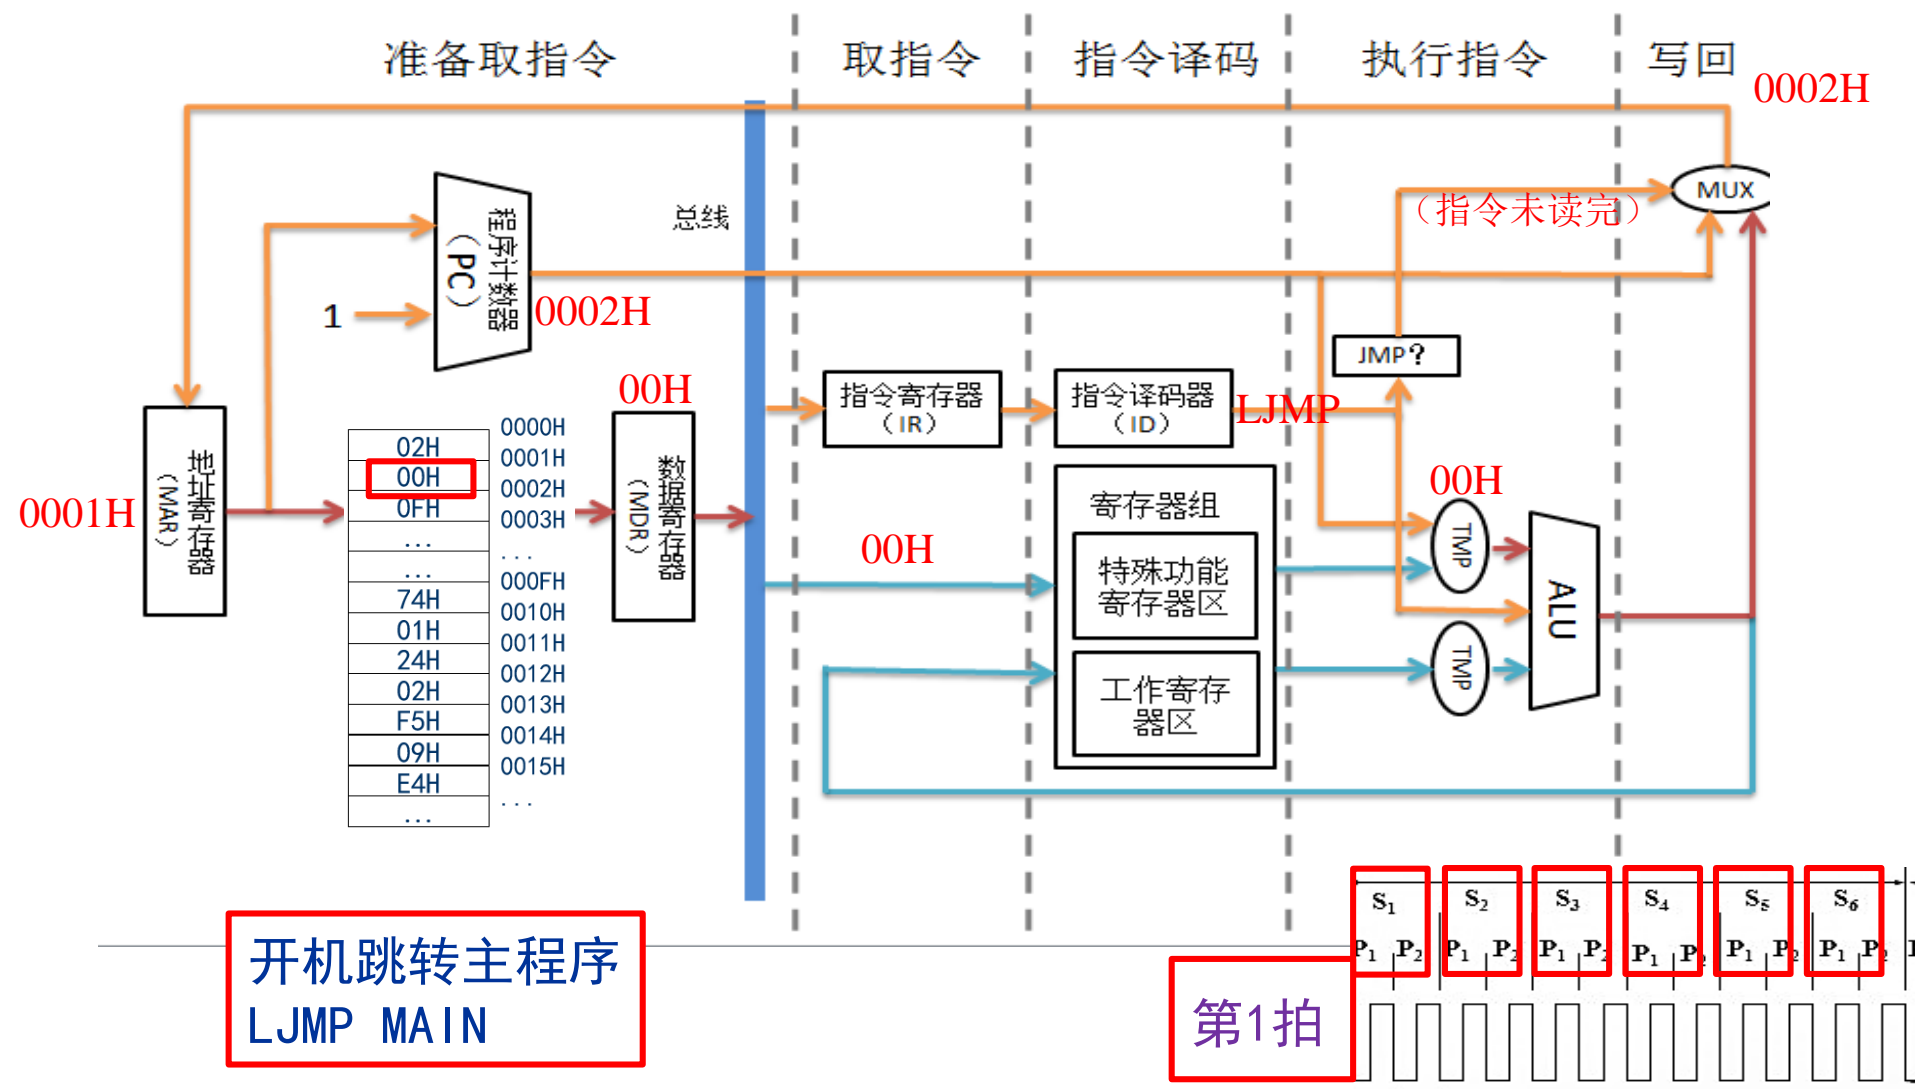 准备取指令
取指令
指令译码
执行指令
写回
0002H
MUX
(指令未读完)
程序计数器
(PC)
总线
1
0002H
JMP?
00H
指令寄存器
(IR)
指令译码器
(ID)
LJMP
地址寄存器
(MAR)
0001H
02H
00H
0FH
...
...
74H
01H
24H
02H
F5H
09H
E4H
...
0000H
0001H
0002H
0003H
...
000FH
0010H
0011H
0012H
0013H
0014H
0015H
...
数据寄存器
(MDR)
00H
寄存器组
特殊功能
寄存器区
工作寄存
器区
00H
TMP
TMP
ALU
开机跳转主程序
LJMP MAIN
第1拍
S1 S2 S3 S4 S5 S6
P1 P2 P1 P2 P1 P2 P1 P2 P1 P2 P1 P2